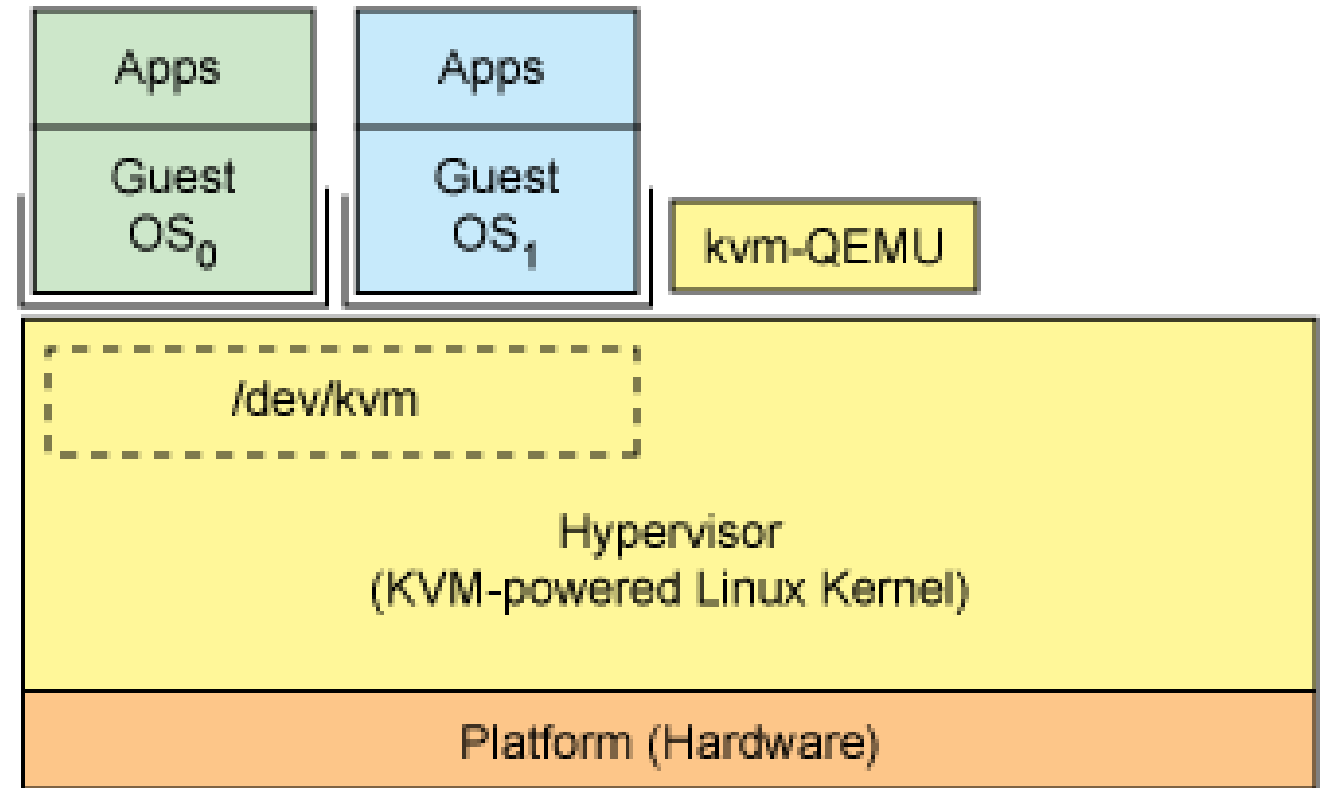 Apps
Guest
OS₀
Apps
Guest
OS₁
kvm-QEMU
/dev/kvm
Hypervisor
(KVM-powered Linux Kernel)
Platform (Hardware)